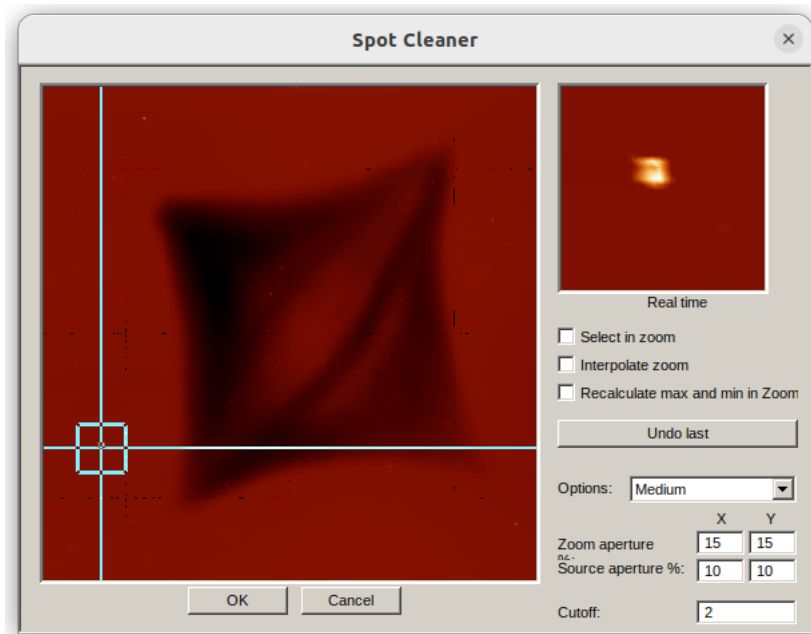 Spot Cleaner
Real time
Select in zoom
Interpolate zoom
Recalculate max and min in Zoom
Undo last
Options: Medium
X Y
Zoom aperture 15 15
%:
Source aperture %: 10 10
OK Cancel
Cutoff: 2